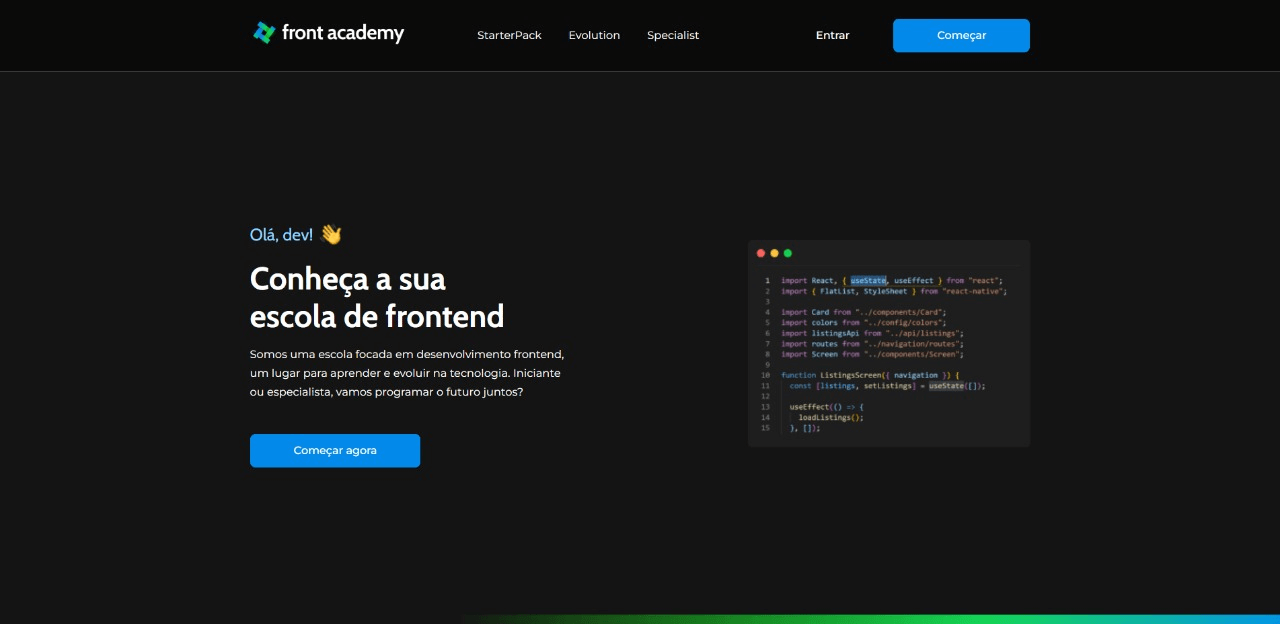 front academy
StarterPack
Evolution
Specialist
Entrar
Começar
Olá, dev! 👋
Conheça a sua
escola de frontend
Somos uma escola focada em desenvolvimento frontend,
um lugar para aprender e evoluir na tecnologia. Iniciante
ou especialista, vamos programar o futuro juntos?
Começar agora
1 import React, { useState, useEffect } from "react";
2 import { FlatList, StyleSheet } from "react-native";
3
4 import Card from "../components/Card";
5 import colors from "../config/colors";
6 import listingsApi from "../api/listings";
7 import routes from "../navigation/routes";
8 import Screen from "../components/Screen";
9
10 function ListingsScreen({ navigation }) {
11 const [listings, setListings] = useState([]);
12
13 useEffect(() => {
14 loadListings();
15 }, []);